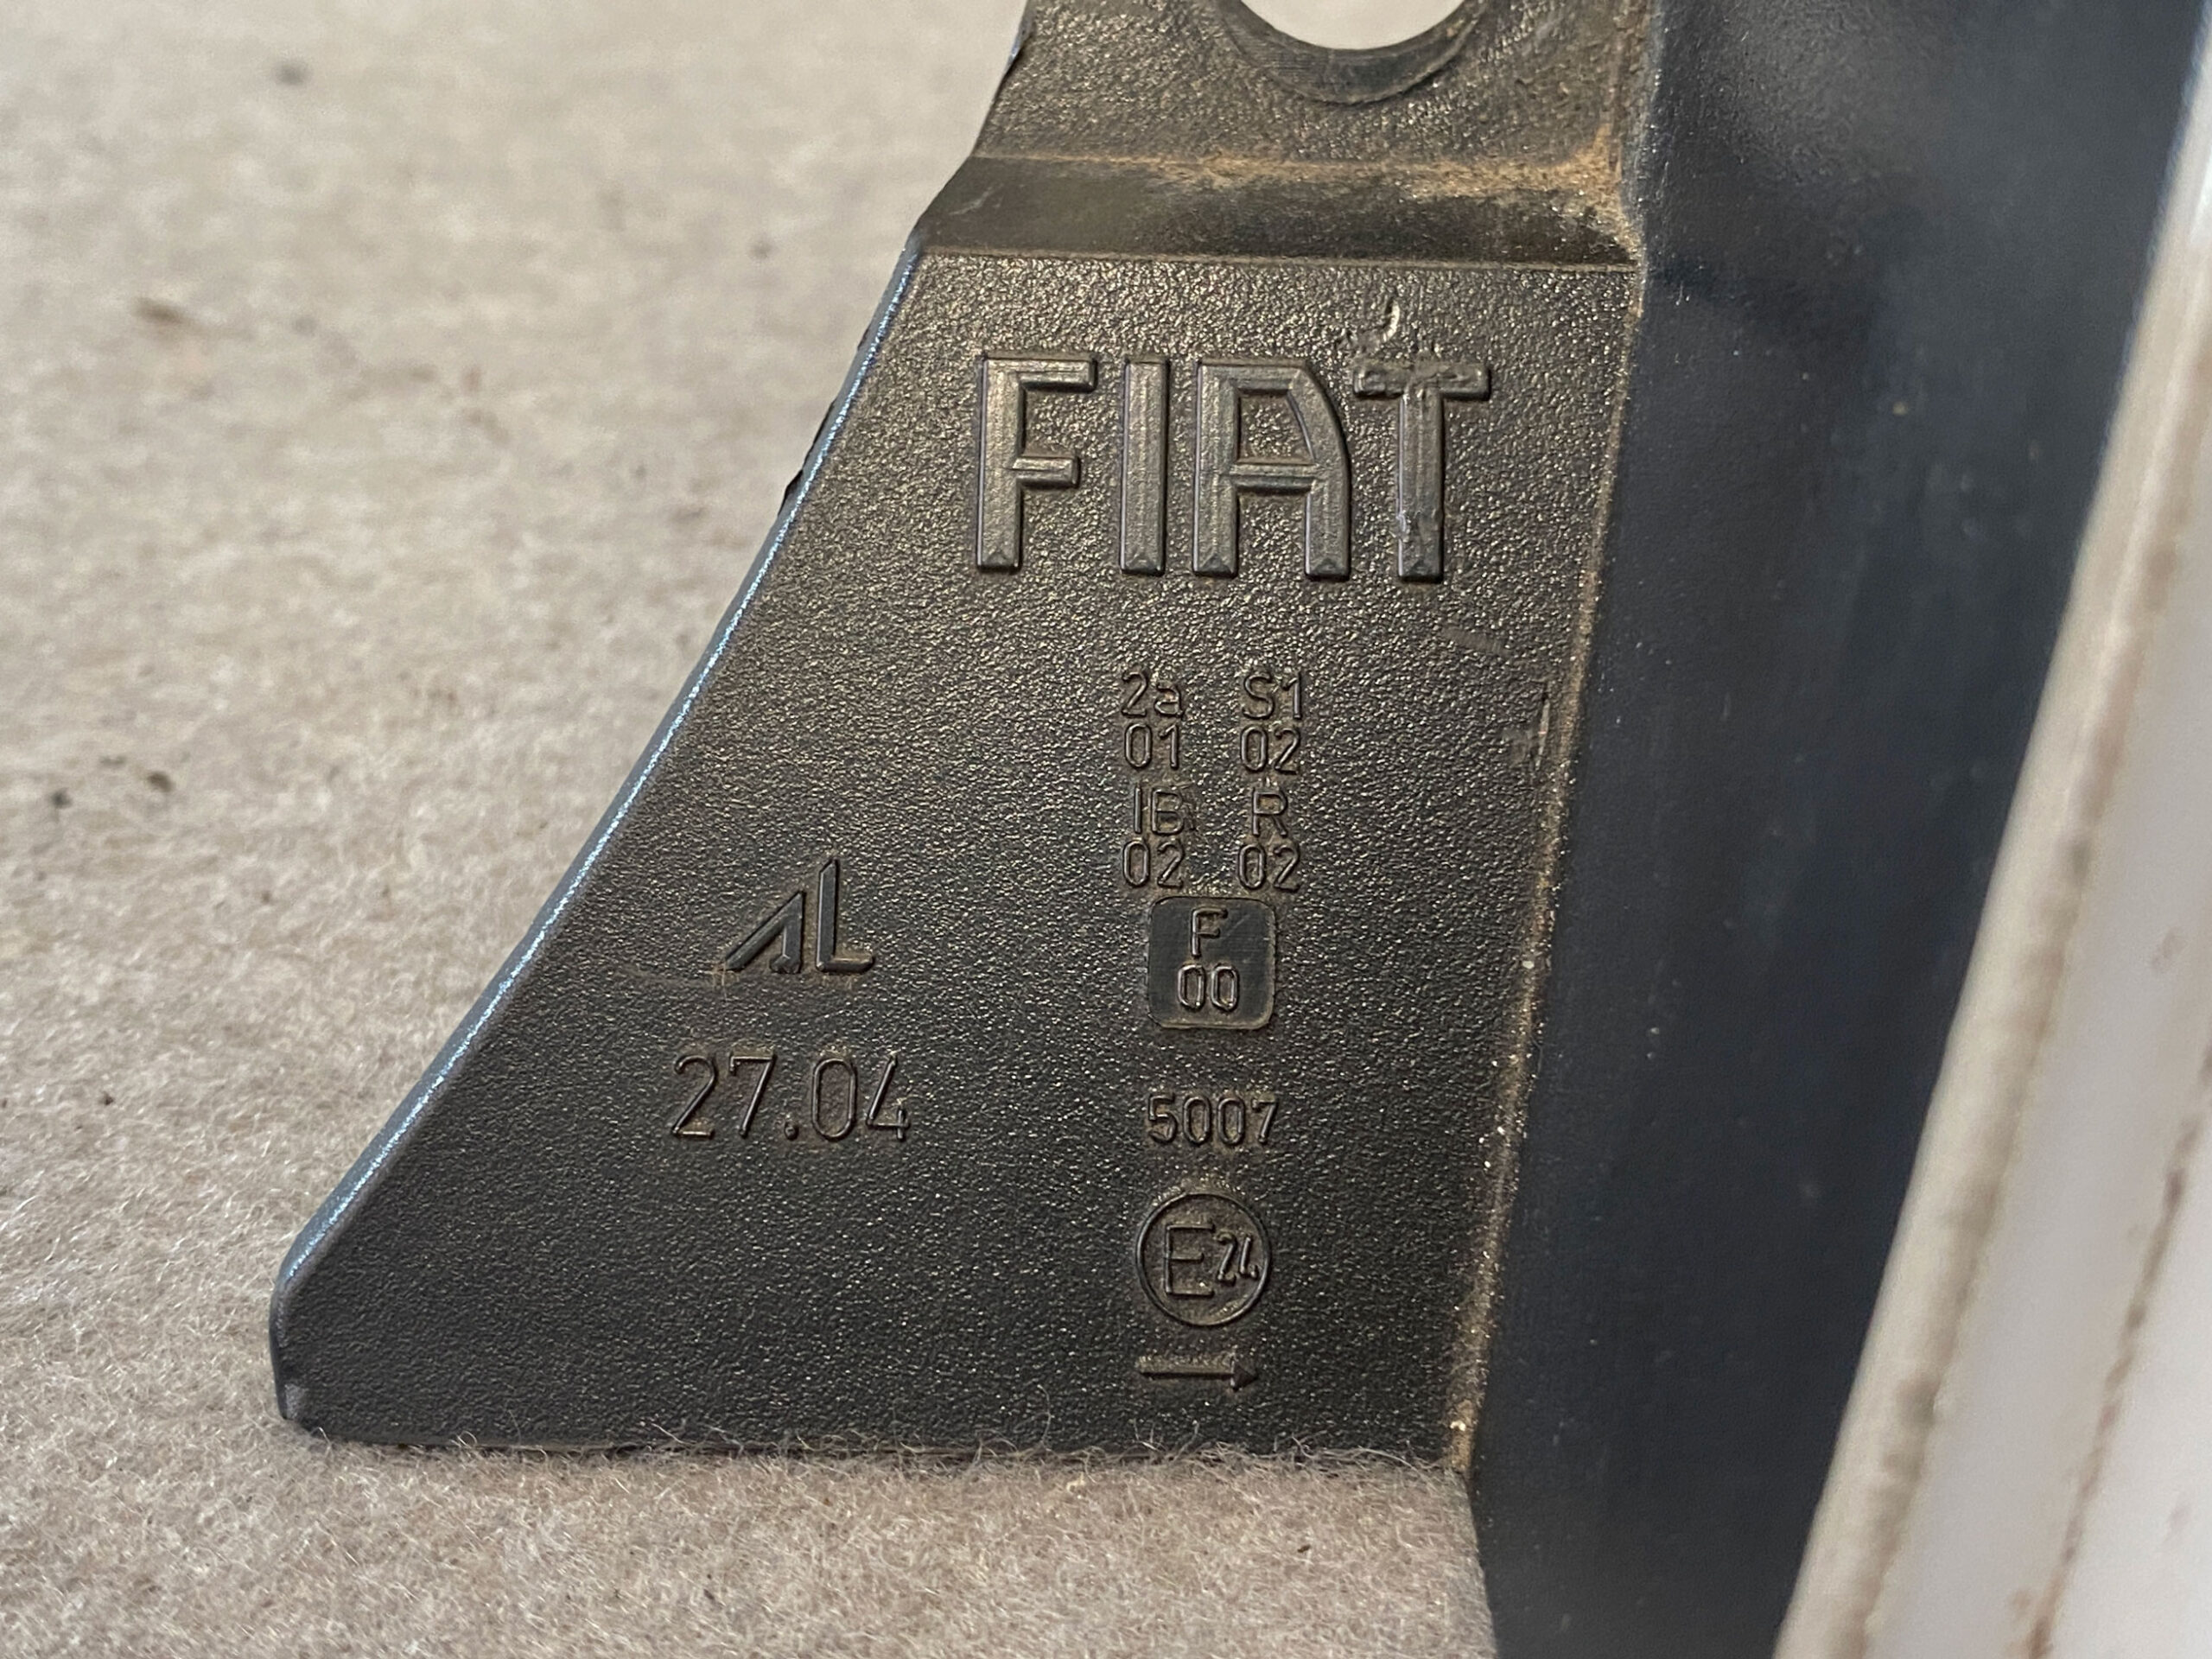 FIAT
2a S1
01 02
IB R
02 02
F
00
AL
27.04
5007
E24